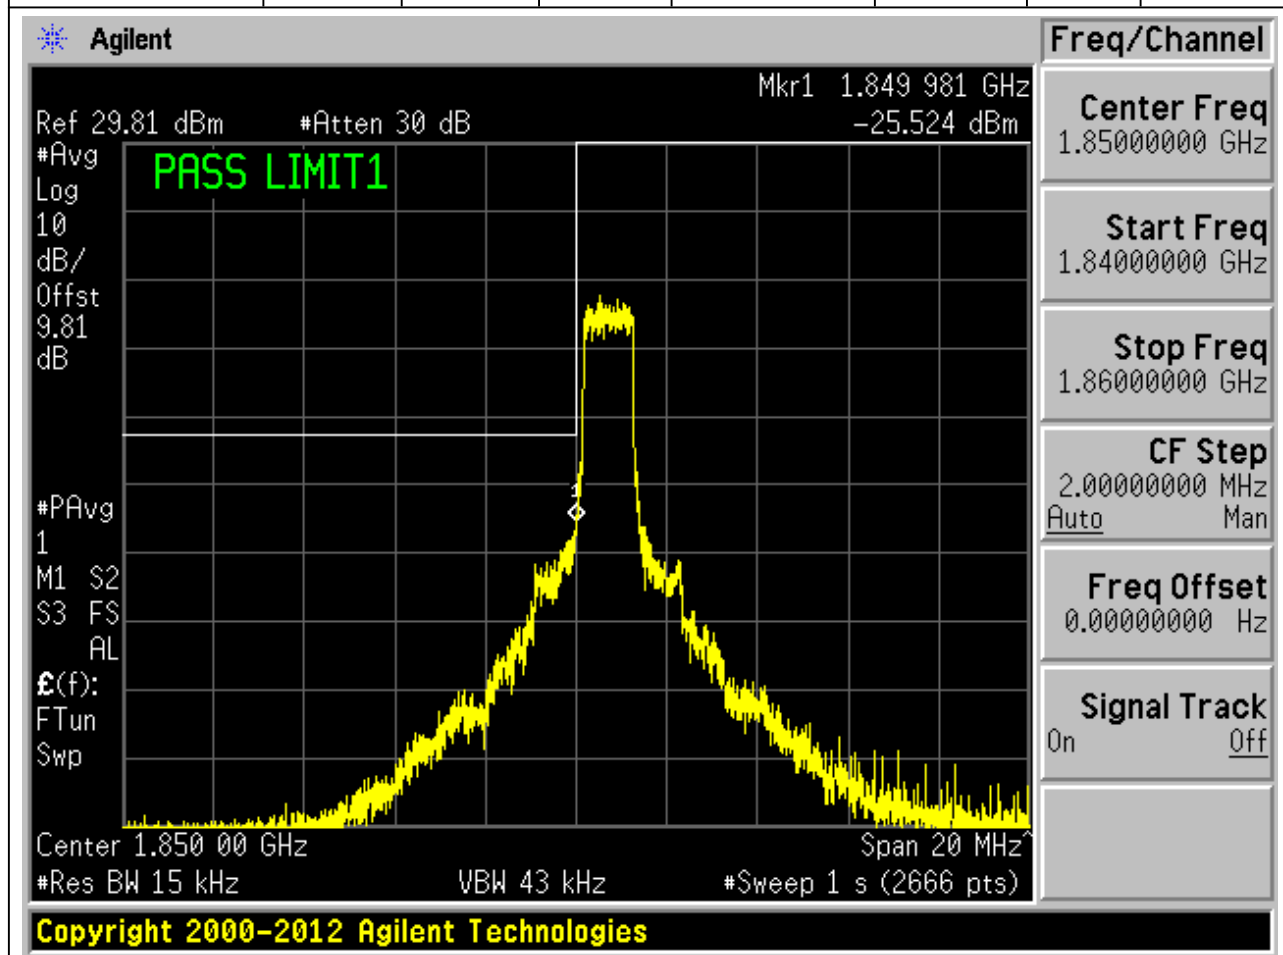 Agilent
Freq/Channel
Mkr1 1.849 981 GHz
Ref 29.81 dBm #Atten 30 dB -25.524 dBm
#Avg
Log
10
dB/
Offst
9.81
dB
PASS LIMIT1
1
#PAvg
1
M1 S2
S3 FS
AL
£(f):
FTun
Swp
Center 1.850 00 GHz Span 20 MHz^
#Res BW 15 kHz VBW 43 kHz #Sweep 1 s (2666 pts)
Copyright 2000-2012 Agilent Technologies
Center Freq
1.85000000 GHz
Start Freq
1.84000000 GHz
Stop Freq
1.86000000 GHz
CF Step
2.00000000 MHz
Auto Man
Freq Offset
0.00000000 Hz
Signal Track
On Off